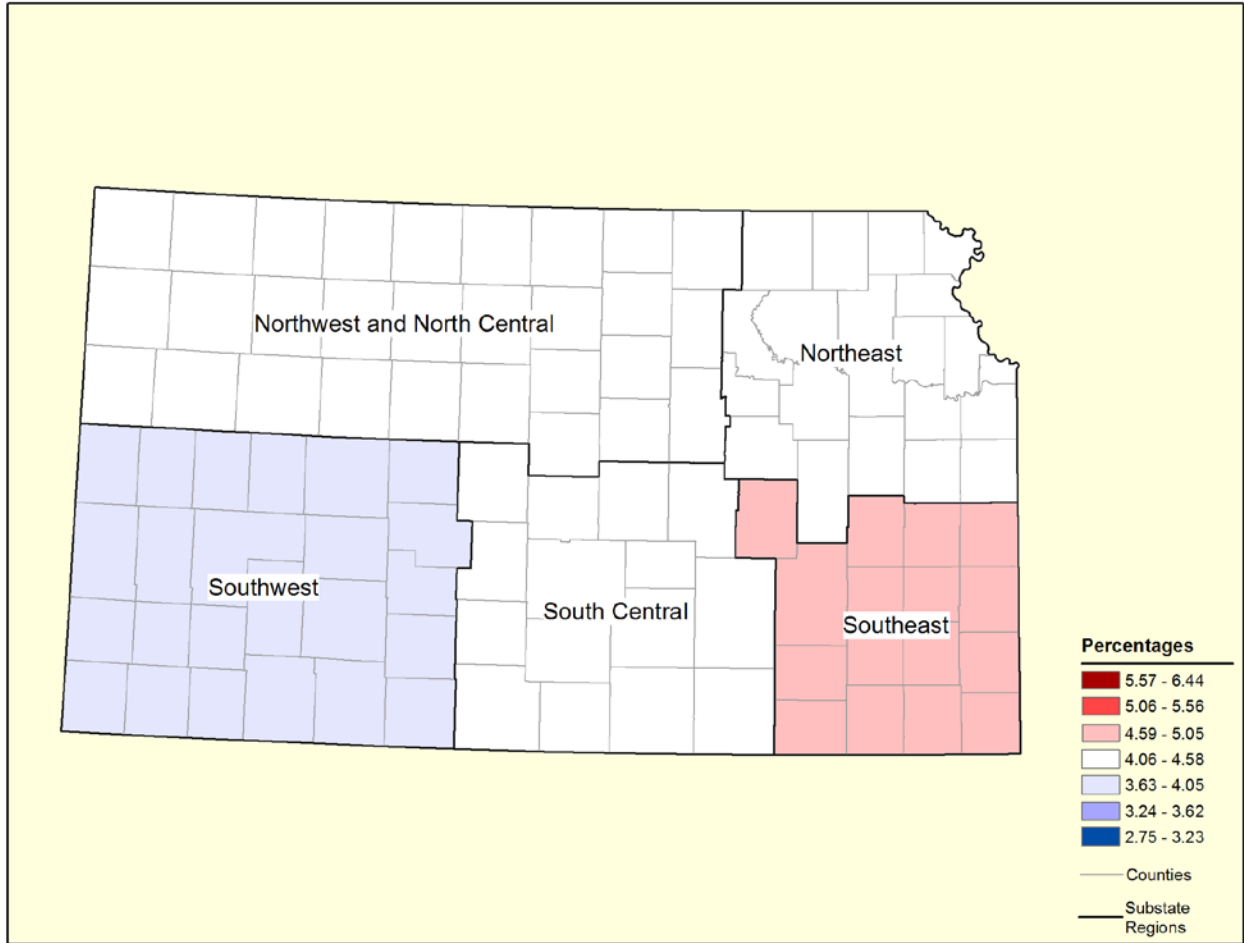 Northwest and North Central
Northeast
Southwest
South Central
Southeast
Percentages
5.57 - 6.44
5.06 - 5.56
4.59 - 5.05
4.06 - 4.58
3.63 - 4.05
3.24 - 3.62
2.75 - 3.23
Counties
Substate
Regions